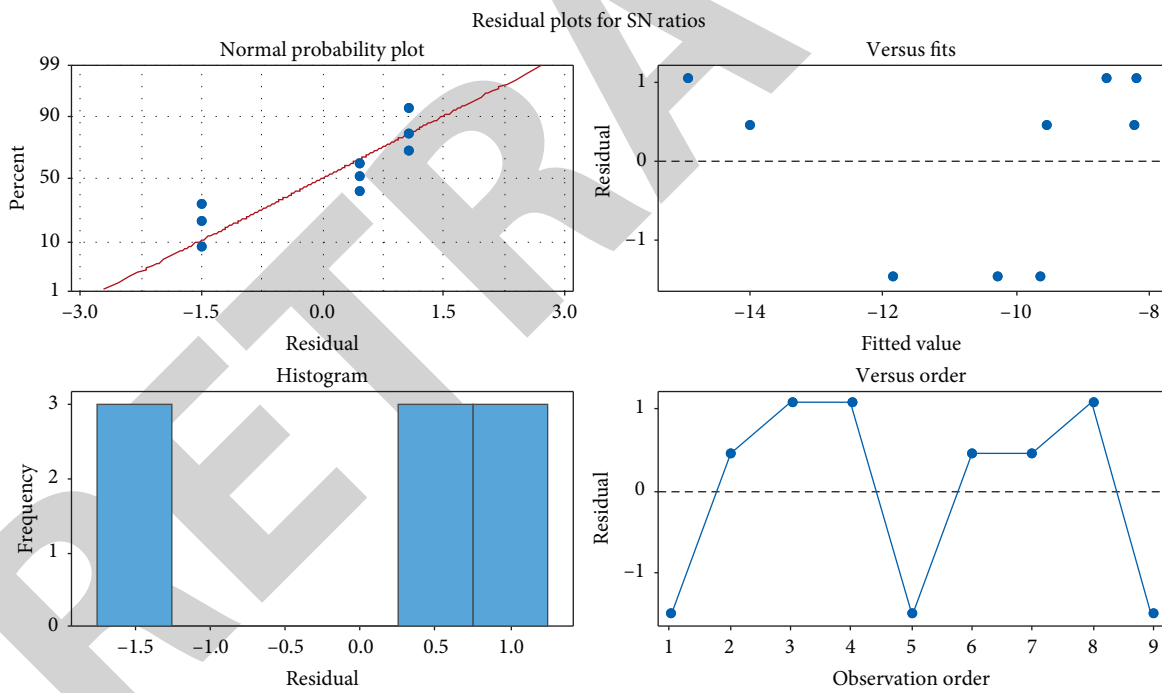 Residual plots for SN ratios
Normal probability plot
99
90
50
10
1
Percent
–3.0 –1.5 0.0 1.5 3.0
Residual
Versus fits
1
0
–1
Residual
–14 –12 –10 –8
Fitted value
Histogram
3
2
1
0
Frequency
–1.5 –1.0 –0.5 0.0 0.5 1.0
Residual
Versus order
1
0
–1
Residual
1 2 3 4 5 6 7 8 9
Observation order
RETRA